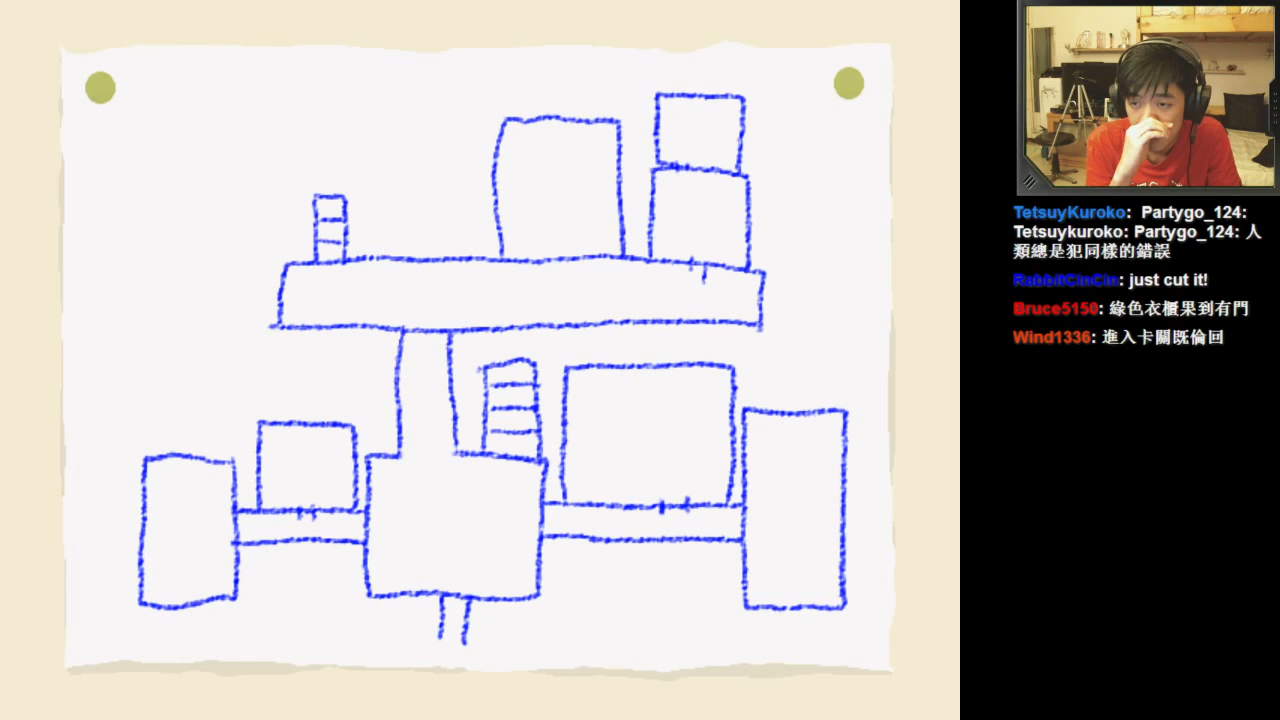 TetsuyKuroko: Partygo_124:
Tetsuykuroko: Partygo_124: 人
類總是犯同樣的錯誤
RabbitCinCin: just cut it!
Bruce5150: 綠色衣櫃果到有門
Wind1336: 進入卡關既倫回